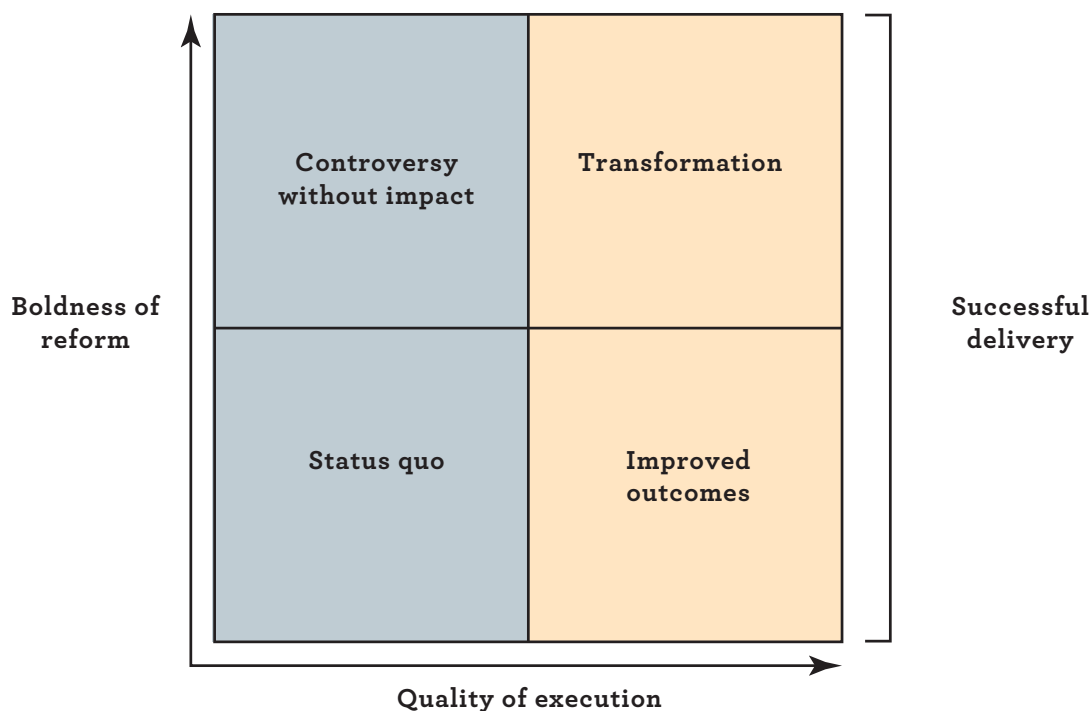 Controversy
without impact
Transformation
Boldness of
reform
Successful
delivery
Status quo
Improved
outcomes
Quality of execution